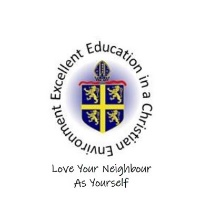 Excellent Education in a Christian Environment
Love Your Neighbour
As Yourself